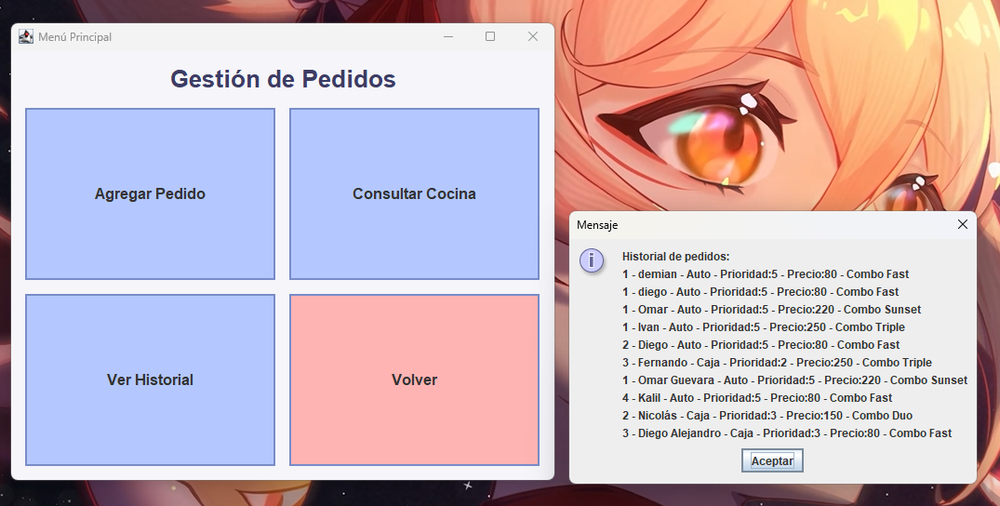 Menú Principal
Gestión de Pedidos
Agregar Pedido
Consultar Cocina
Ver Historial
Volver
Mensaje
Historial de pedidos:
1 - demian - Auto - Prioridad:5 - Precio:80 - Combo Fast
1 - diego - Auto - Prioridad:5 - Precio:80 - Combo Fast
1 - Omar - Auto - Prioridad:5 - Precio:220 - Combo Sunset
1 - Ivan - Auto - Prioridad:5 - Precio:250 - Combo Triple
2 - Diego - Auto - Prioridad:5 - Precio:80 - Combo Fast
3 - Fernando - Caja - Prioridad:2 - Precio:250 - Combo Triple
1 - Omar Guevara - Auto - Prioridad:5 - Precio:220 - Combo Sunset
4 - Kalil - Auto - Prioridad:5 - Precio:80 - Combo Fast
2 - Nicolás - Caja - Prioridad:3 - Precio:150 - Combo Duo
3 - Diego Alejandro - Caja - Prioridad:3 - Precio:80 - Combo Fast
Aceptar